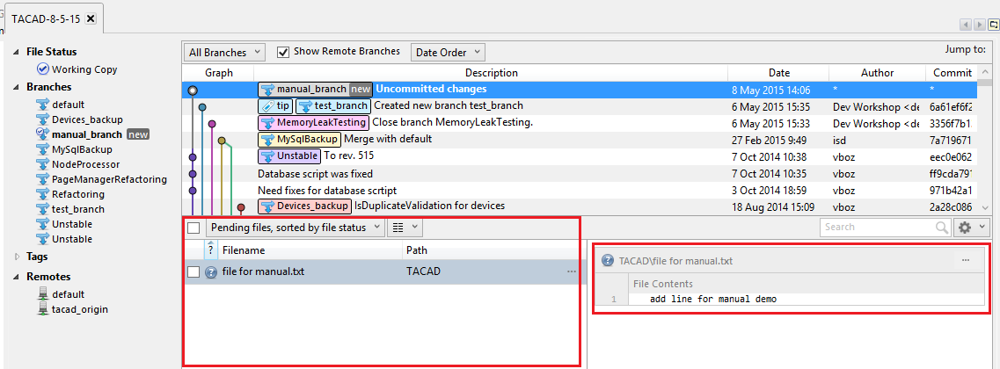 TACAD-8-5-15
File Status
Working Copy
Branches
default
Devices_backup
manual_branch new
MySqlBackup
NodeProcessor
PageManagerRefactoring
Refactoring
test_branch
Unstable
Unstable
Tags
Remotes
default
tacad_origin
All Branches Show Remote Branches Date Order Jump to:
Graph Description Date Author Commit
manual_branch new Uncommitted changes 8 May 2015 14:06 * *
tip test_branch Created new branch test_branch 6 May 2015 15:35 Dev Workshop <de 6a61ef6f2
MemoryLeakTesting Close branch MemoryLeakTesting. 6 May 2015 15:33 Dev Workshop <de 3356f7b1
MySqlBackup Merge with default 27 Feb 2015 9:49 isd 7a719671
Unstable To rev. 515 7 Oct 2014 10:38 vboz eec0e062
Database script was fixed 7 Oct 2014 10:35 vboz ff9cda791
Need fixes for database scrtipt 3 Oct 2014 18:59 vboz 971b42a1
Devices_backup IsDuplicateValidation for devices 18 Aug 2014 15:09 vboz 2a28c086
Pending files, sorted by file status Search
? Filename Path
? file for manual.txt TACAD ...
? TACAD\file for manual.txt ...
File Contents
1 add line for manual demo